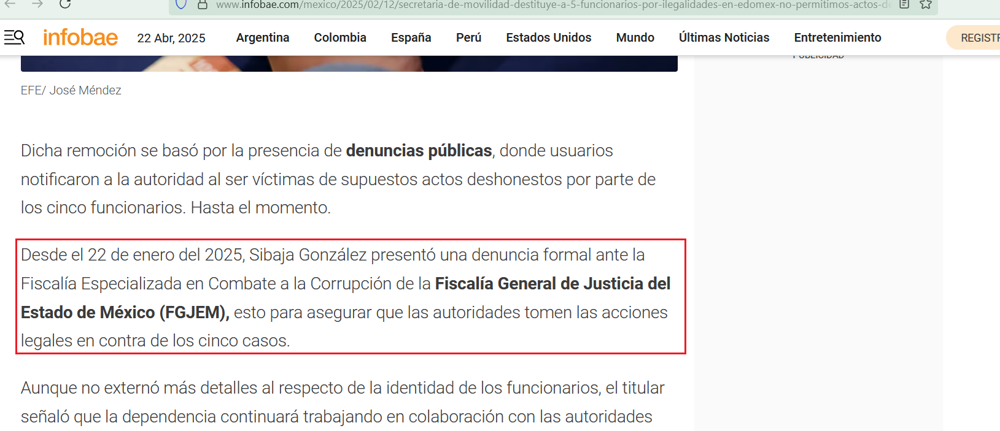 www.infobae.com/mexico/2025/02/12/secretaria-de-movilidad-destituye-a-5-funcionarios-por-ilegalidades-en-edomex-no-permitimos-actos-de
infobae 22 Abr, 2025 Argentina Colombia España Perú Estados Unidos Mundo Últimas Noticias Entretenimiento REGISTR
PUBLICIDAD
EFE/ José Méndez
Dicha remoción se basó por la presencia de denuncias públicas, donde usuarios
notificaron a la autoridad al ser víctimas de supuestos actos deshonestos por parte de
los cinco funcionarios. Hasta el momento.
Desde el 22 de enero del 2025, Sibaja González presentó una denuncia formal ante la
Fiscalía Especializada en Combate a la Corrupción de la Fiscalía General de Justicia del
Estado de México (FGJEM), esto para asegurar que las autoridades tomen las acciones
legales en contra de los cinco casos.
Aunque no externó más detalles al respecto de la identidad de los funcionarios, el titular
señaló que la dependencia continuará trabajando en colaboración con las autoridades